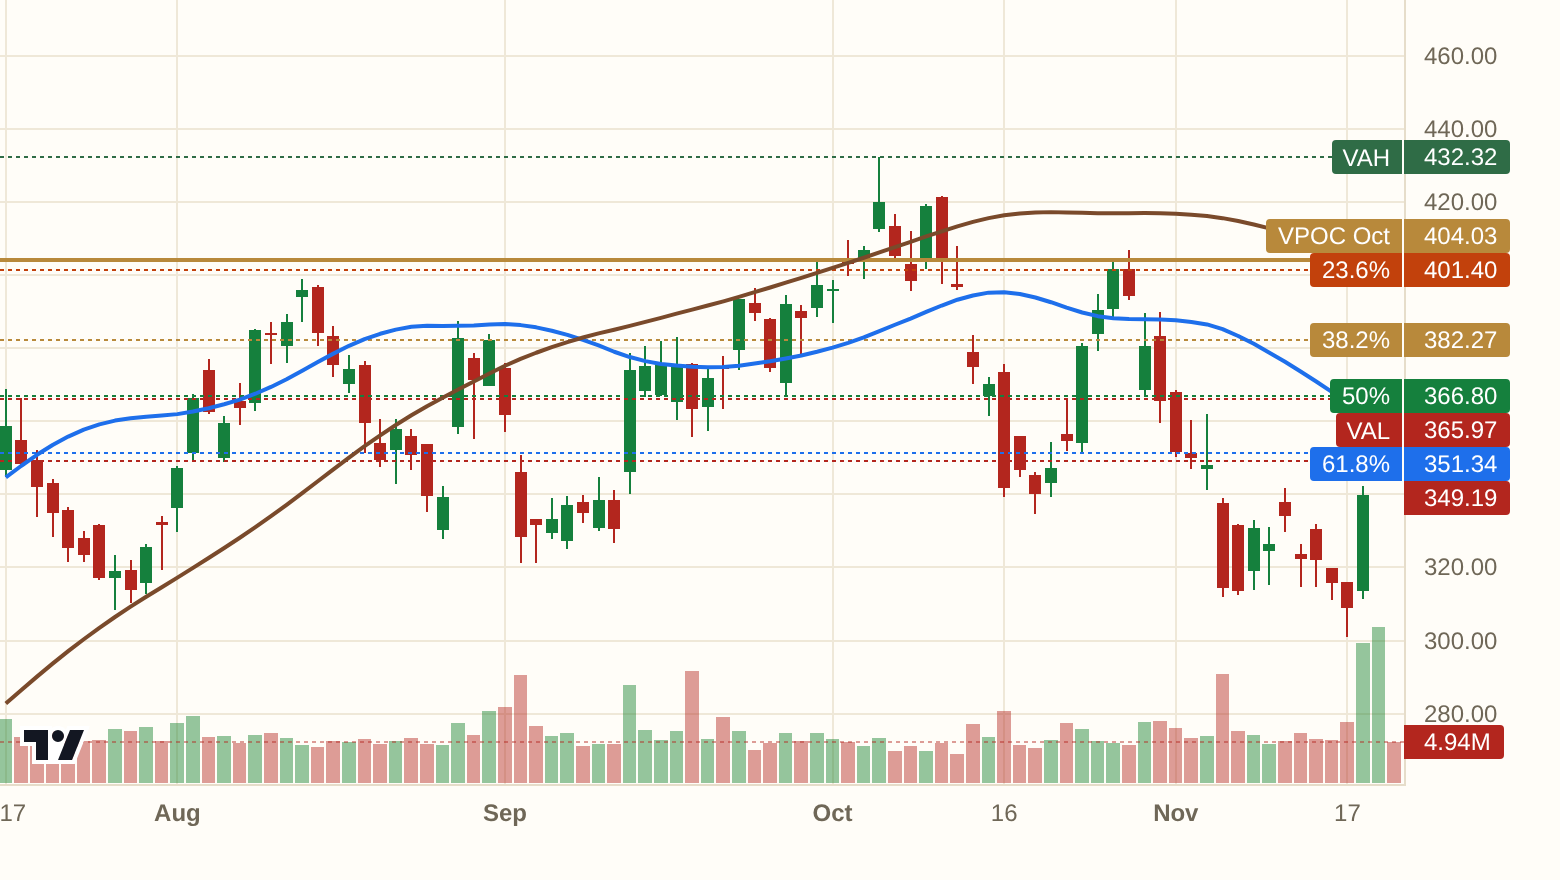 460.00
440.00
VAH 432.32
420.00
VPOC Oct 404.03
23.6% 401.40
38.2% 382.27
50% 366.80
VAL 365.97
61.8% 351.34
349.19
320.00
300.00
280.00
4.94M
17 Aug Sep Oct 16 Nov 17